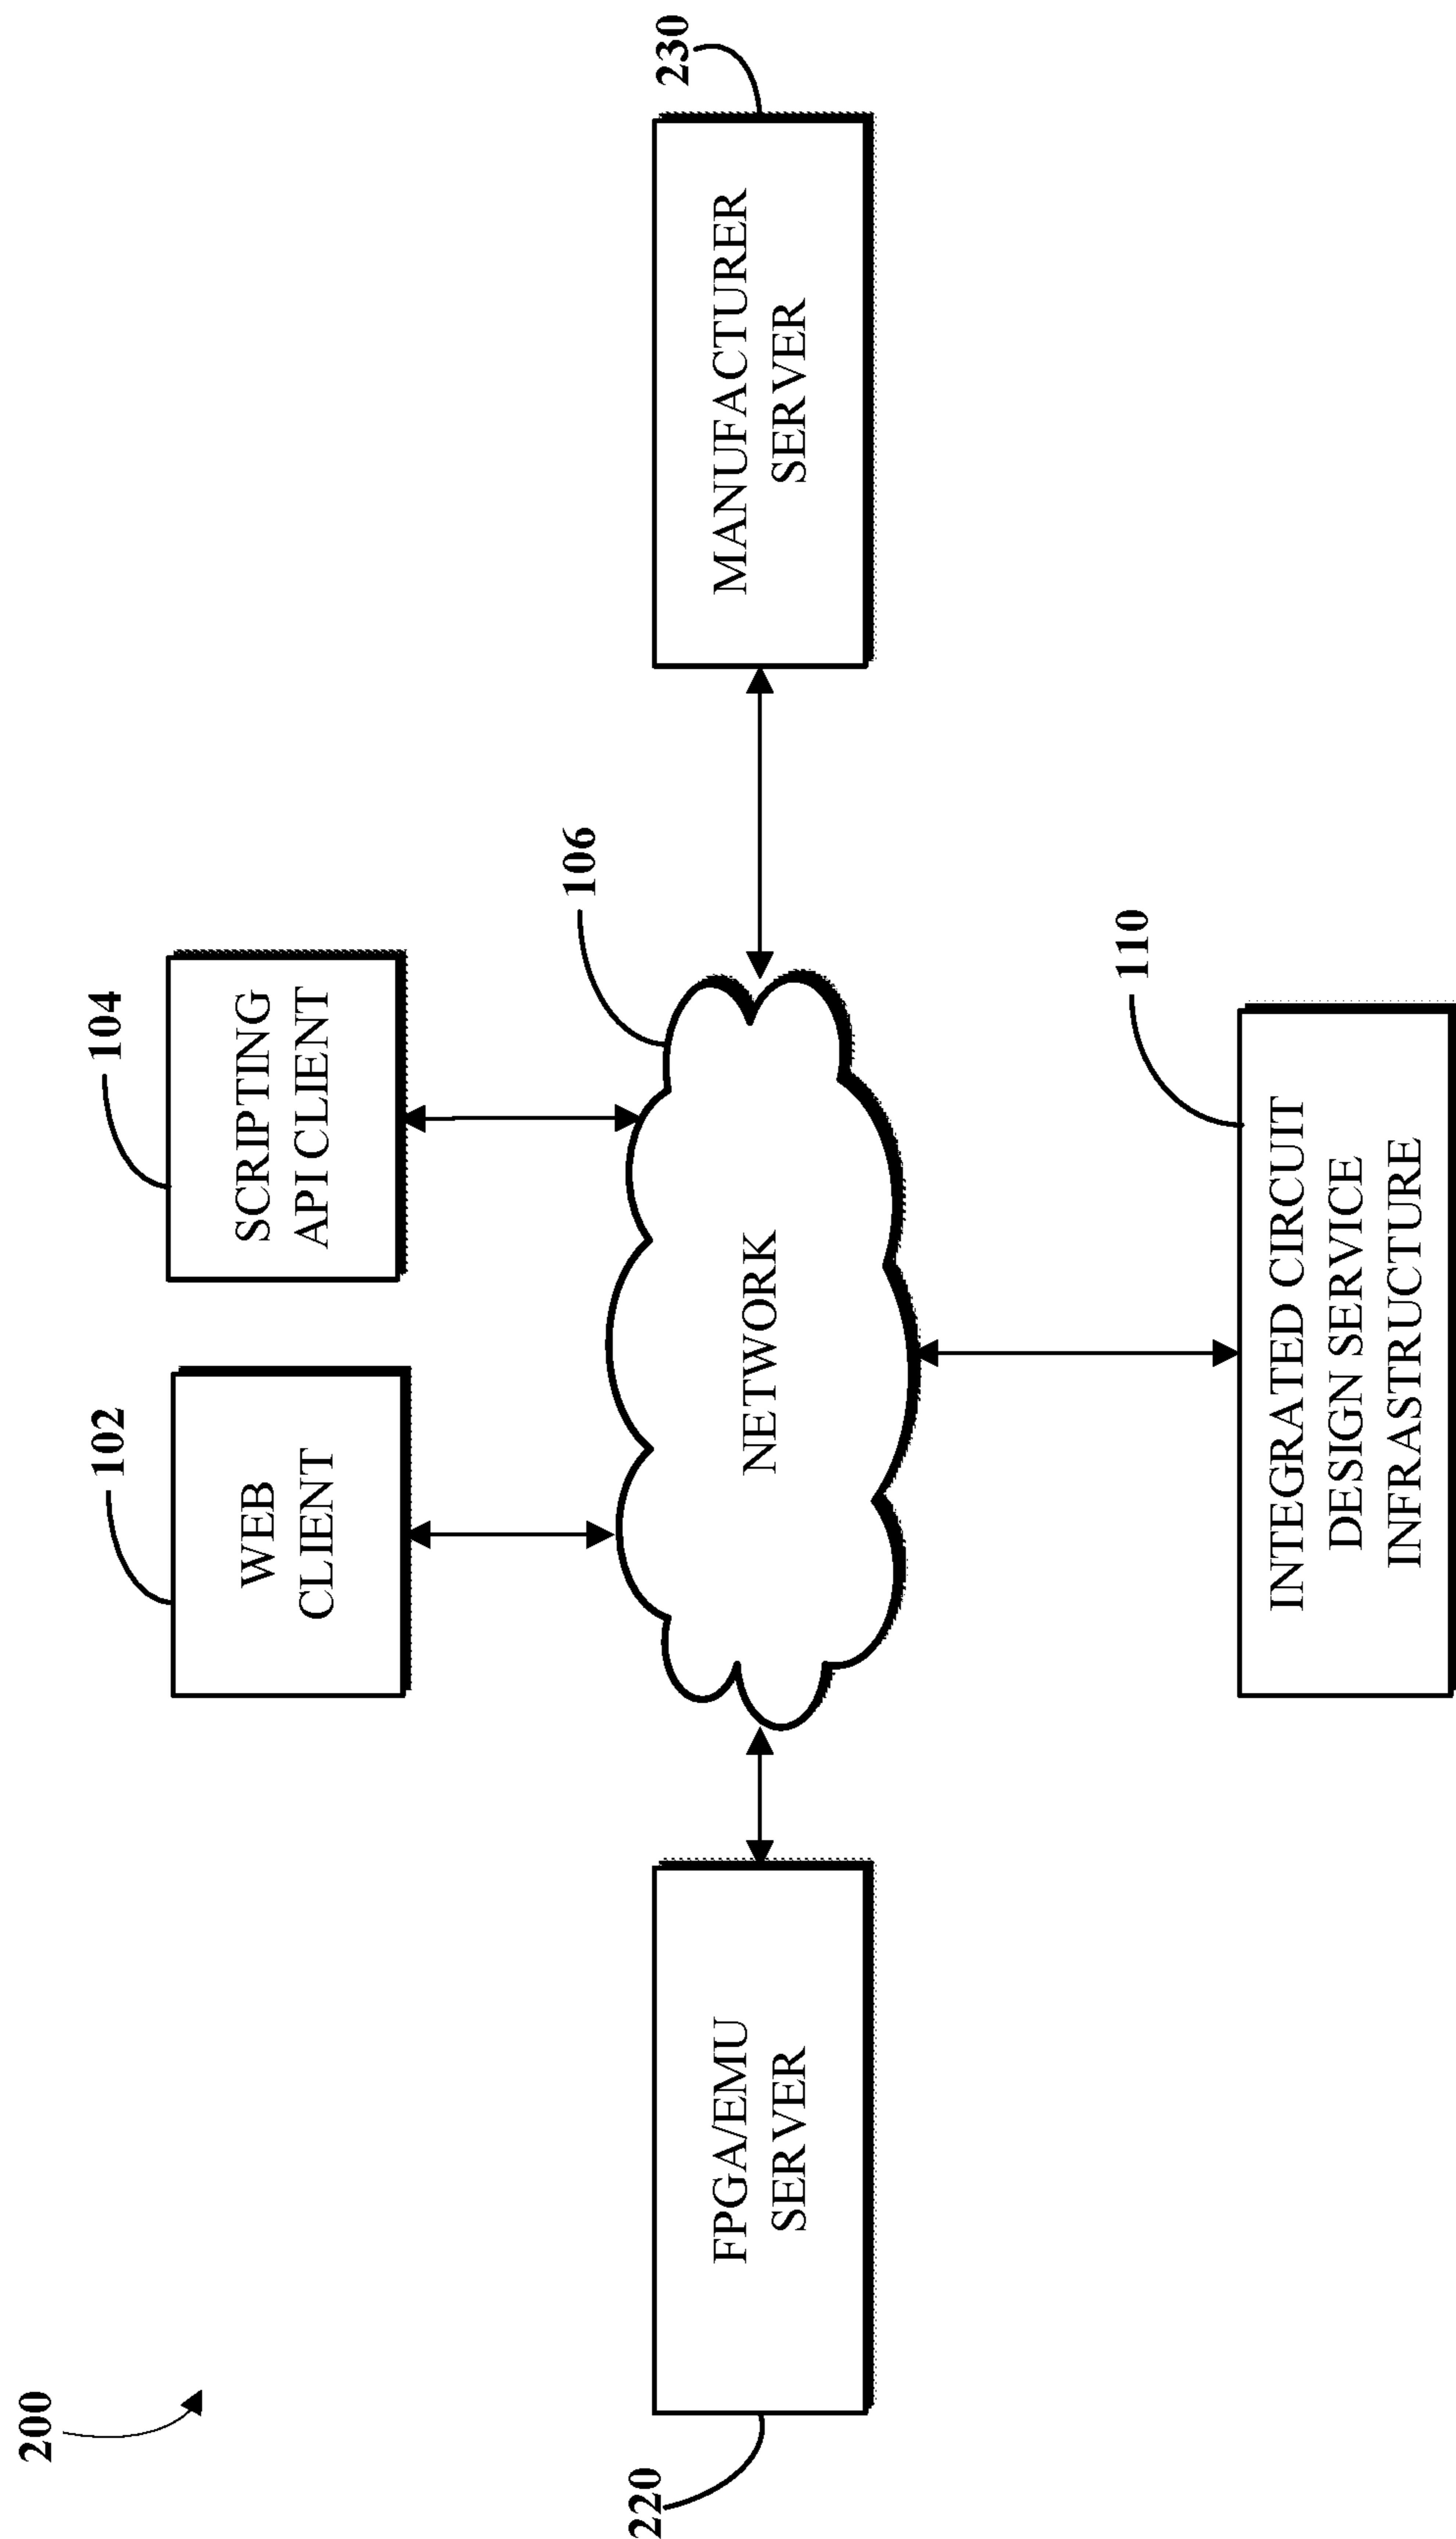 200
102
WEB
CLIENT
104
SCRIPTING
API CLIENT
106
NETWORK
220
FPGA/EMU
SERVER
230
MANUFACTURER
SERVER
110
INTEGRATED CIRCUIT
DESIGN SERVICE
INFRASTRUCTURE